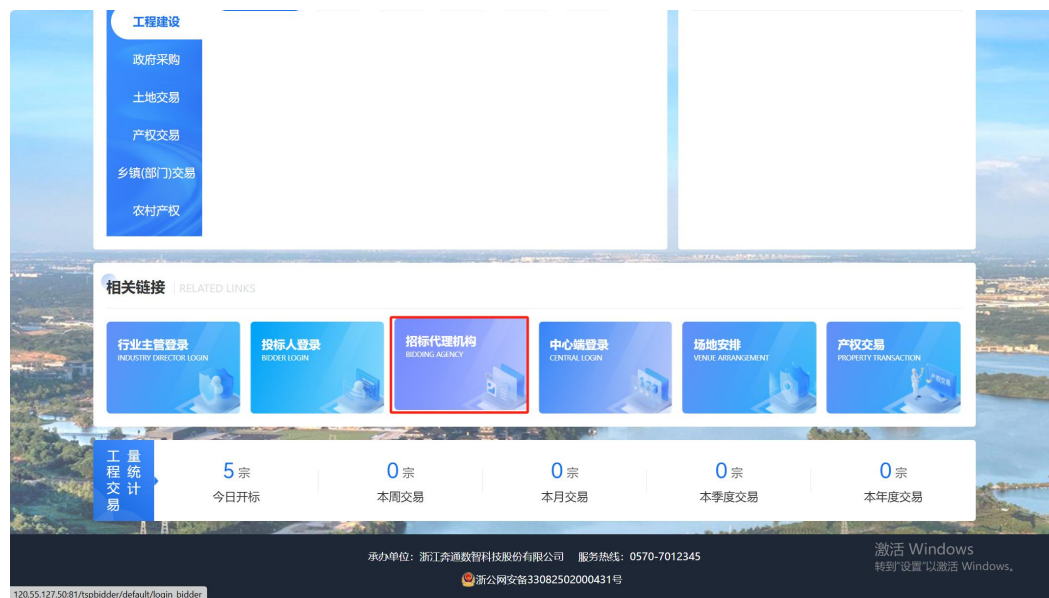 工程建设
政府采购
土地交易
产权交易
乡镇(部门)交易
农村产权
相关链接 RELATED LINKS
行业主管登录
INDUSTRY DIRECTOR LOGIN
投标人登录
BIDDER LOGIN
招标代理机构
BIDDING AGENCY
中心端登录
CENTRAL LOGIN
场地安排
VENUE ARRANGEMENT
产权交易
PROPERTY TRANSACTION
产权交易
工程交易
量统计
5 宗
今日开标
0 宗
本周交易
0 宗
本月交易
0 宗
本季度交易
0 宗
本年度交易
承办单位：浙江奔通数智科技股份有限公司 服务热线：0570-7012345
浙公网安备33082502000431号
激活 Windows
转到"设置"以激活 Windows。
120.55.127.50:81/tspbidder/default/login_bidder